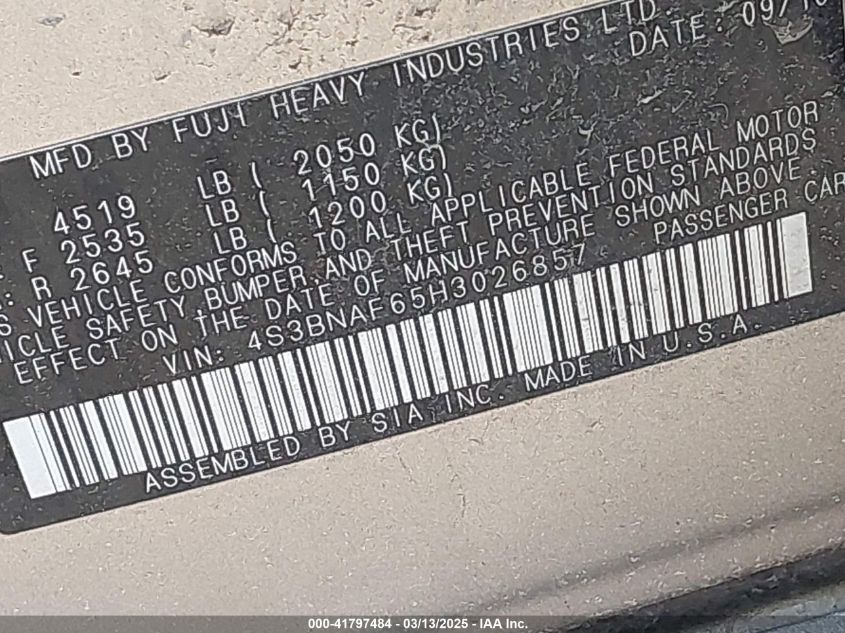 MFD BY FUJI HEAVY INDUSTRIES LTD.
DATE: 09/16
4519 LB ( 2050 KG)
F 2535 LB ( 1150 KG)
: R 2645 LB ( 1200 KG)
S VEHICLE CONFORMS TO ALL APPLICABLE FEDERAL MOTOR
ICLE SAFETY BUMPER, AND THEFT PREVENTION STANDARDS
EFFECT ON THE DATE OF MANUFACTURE SHOWN ABOVE.
VIN: 4S3BNAF65H3026857 PASSENGER CAR
ASSEMBLED BY SIA, INC. MADE IN U.S.A.
000-41797484 - 03/13/2025 - IAA Inc.